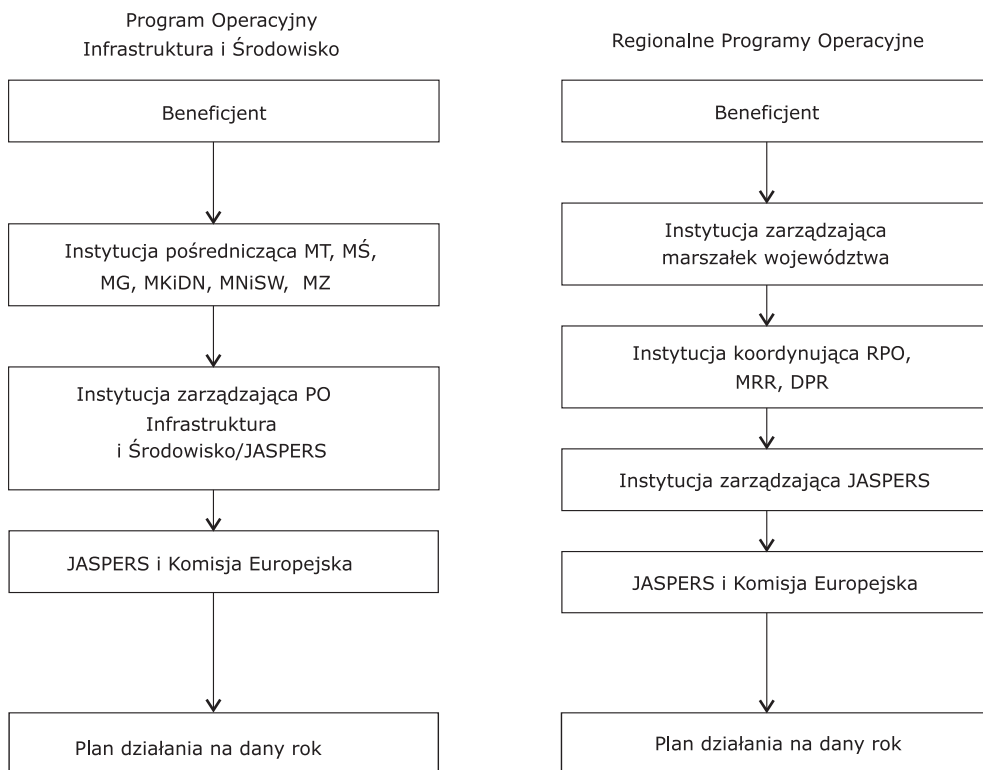 Program Operacyjny
Infrastruktura i Środowisko
Beneficjent
Instytucja pośrednicząca MT, MŚ,
MG, MKiDN, MNiSW, MZ
Instytucja zarządzająca PO
Infrastruktura
i Środowisko/JASPERS
JASPERS i Komisja Europejska
Plan działania na dany rok
Regionalne Programy Operacyjne
Beneficjent
Instytucja zarządzająca
marszałek województwa
Instytucja koordynująca RPO,
MRR, DPR
Instytucja zarządzająca JASPERS
JASPERS i Komisja Europejska
Plan działania na dany rok